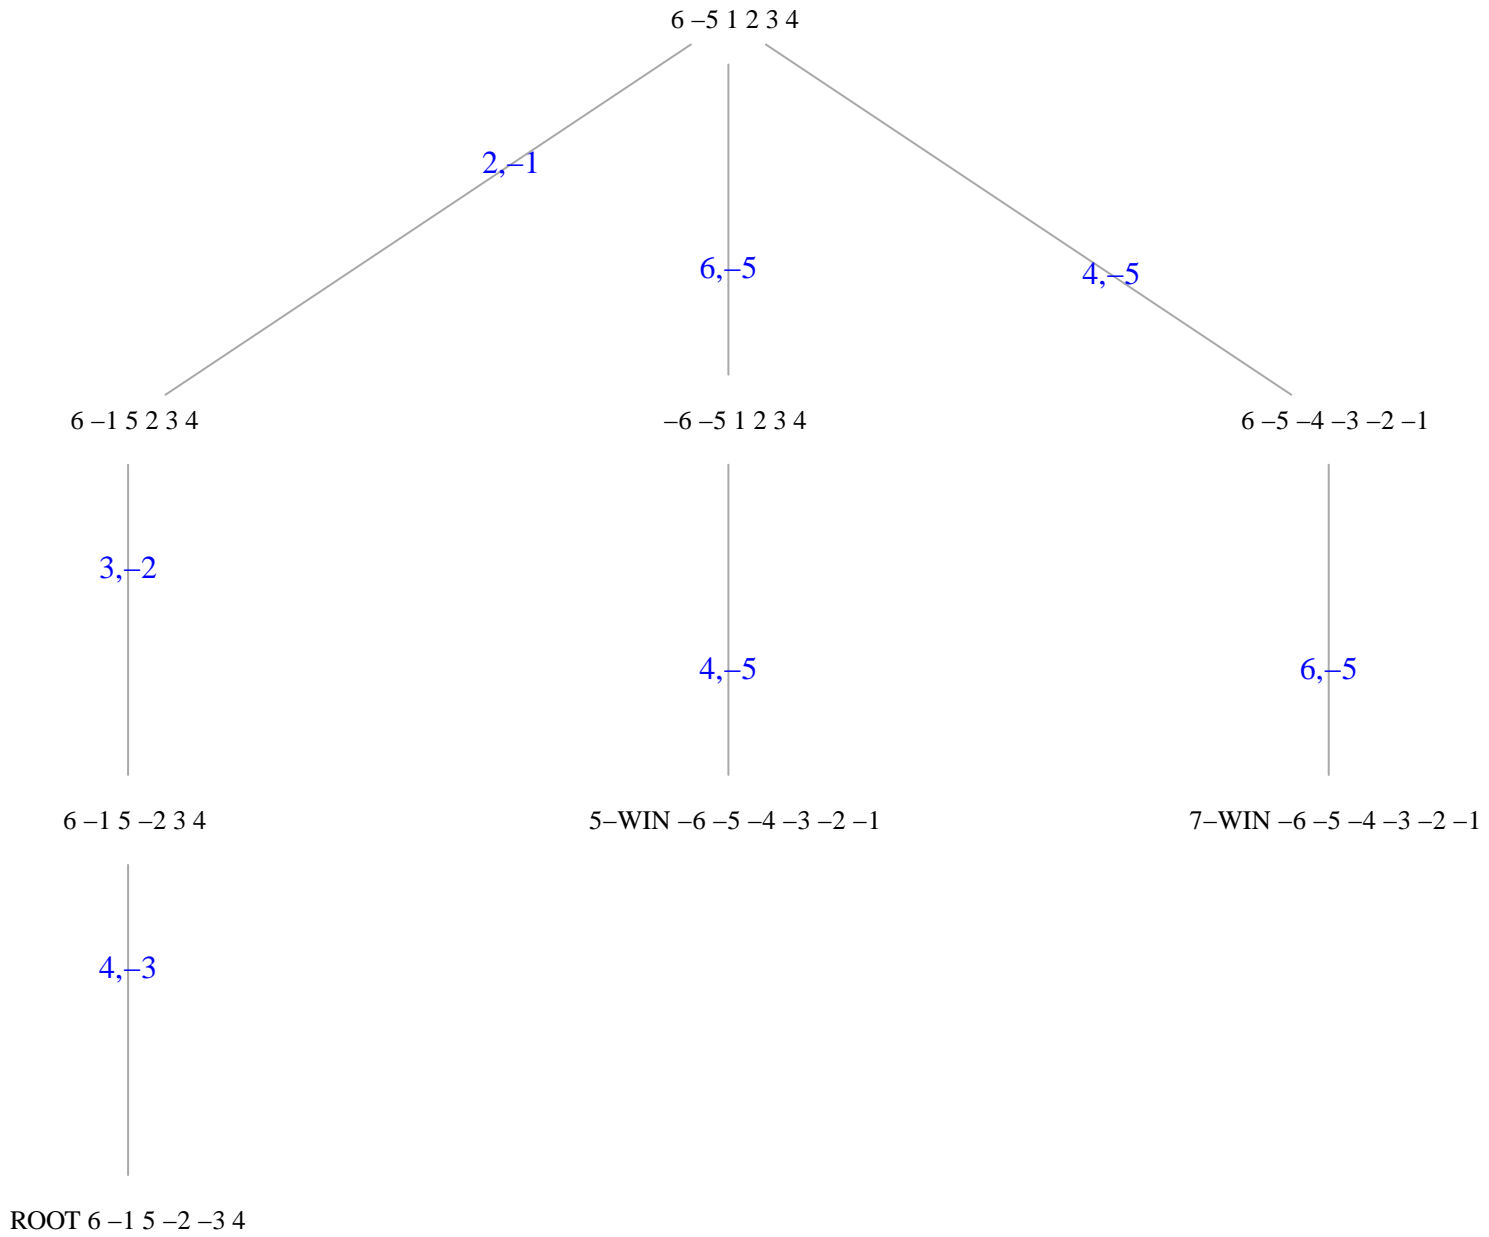 6 –5 1 2 3 4
2,–1
6,–5
4,–5
6 –1 5 2 3 4
–6 –5 1 2 3 4
6 –5 –4 –3 –2 –1
3,–2
4,–5
6,–5
6 –1 5 –2 3 4
5–WIN –6 –5 –4 –3 –2 –1
7–WIN –6 –5 –4 –3 –2 –1
4,–3
ROOT 6 –1 5 –2 –3 4